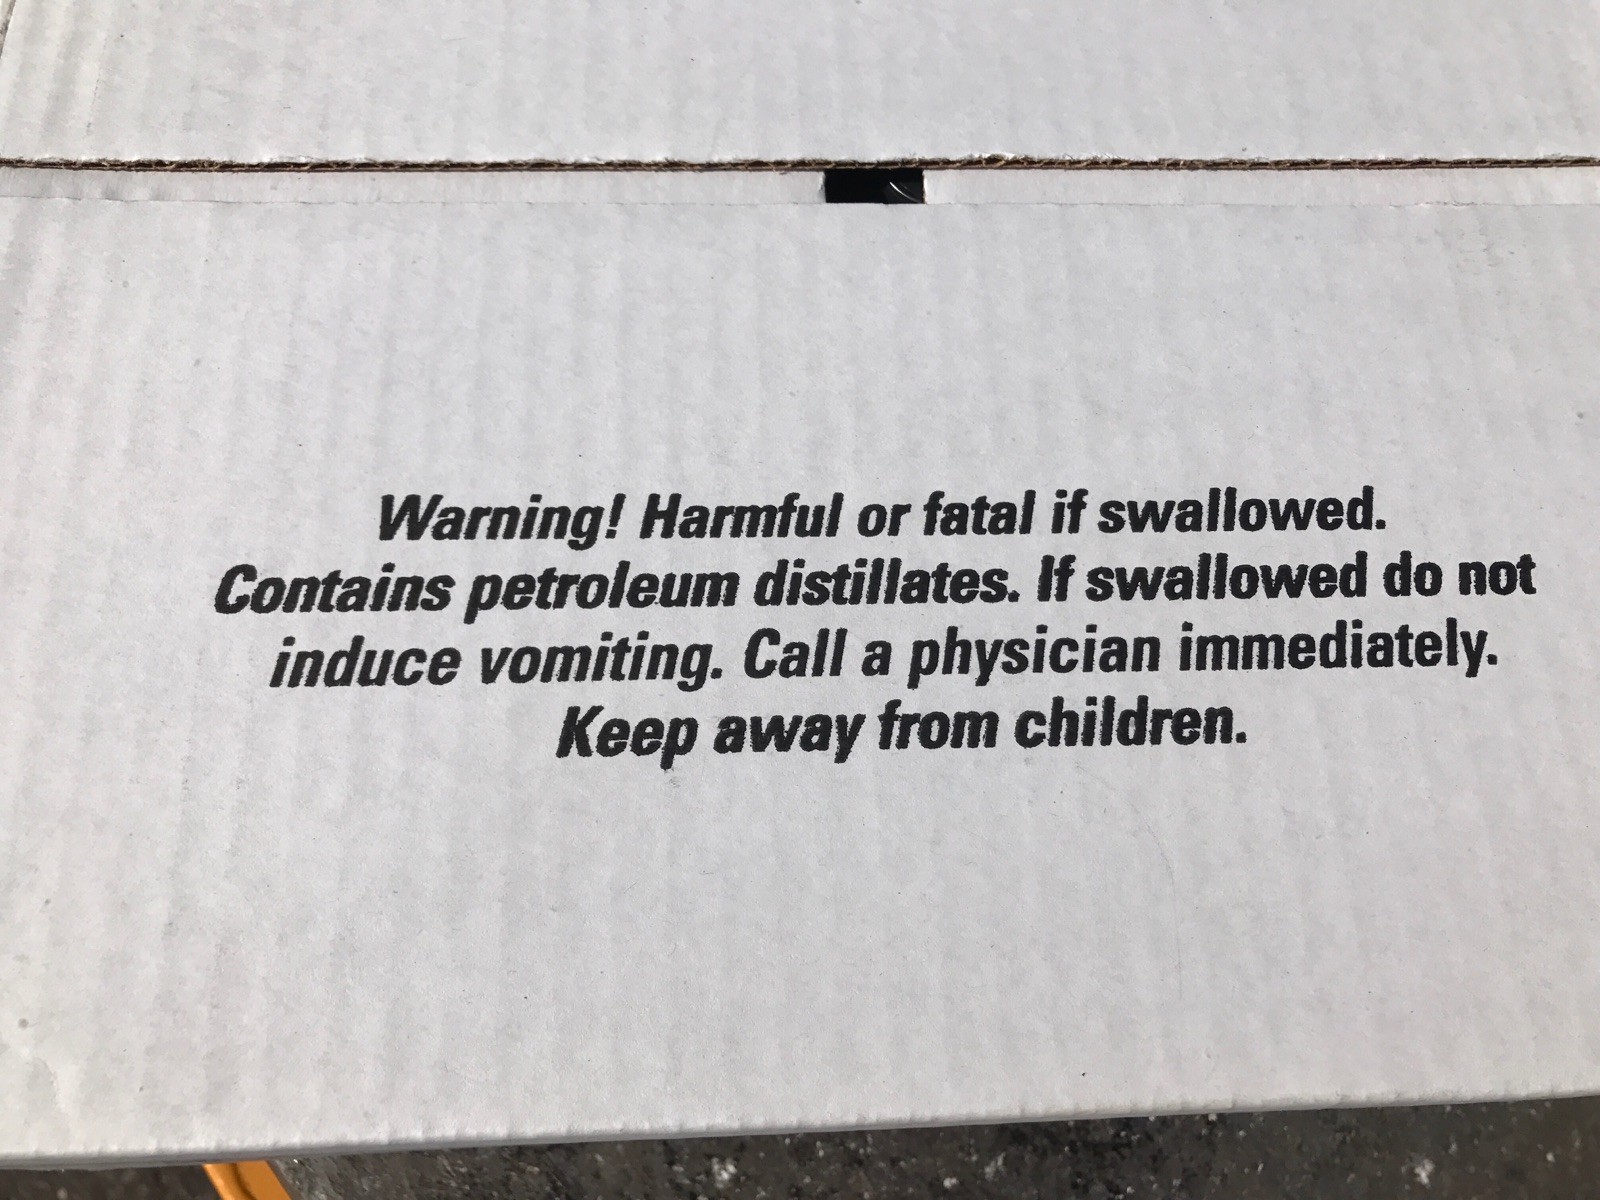 Warning! Harmful or fatal if swallowed.
Contains petroleum distillates. If swallowed do not
induce vomiting. Call a physician immediately.
Keep away from children.